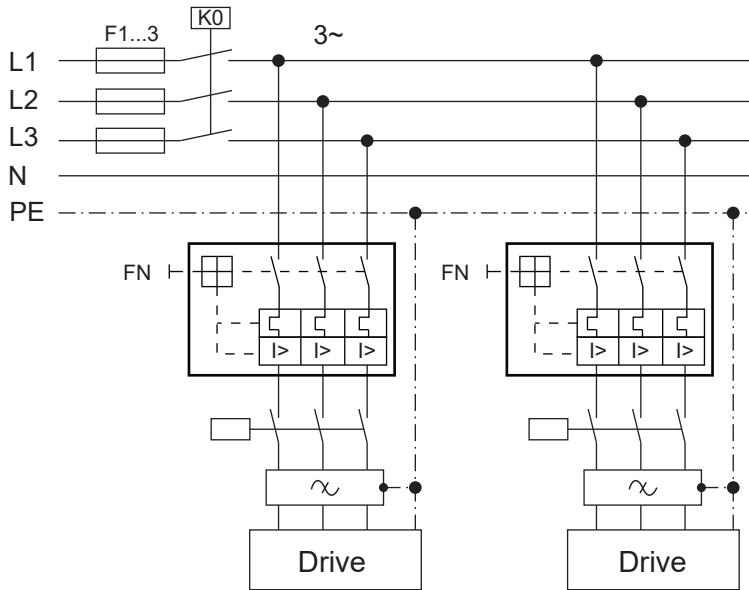 K0
F1...3
3~
L1
L2
L3
N
PE
FN
FN
I> I> I>
I> I> I>
Drive
Drive